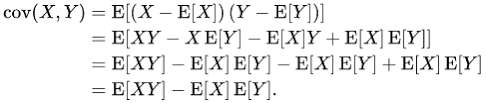 cov(X, Y) = E[(X − E[X]) (Y − E[Y])]
= E[XY − X E[Y] − E[X]Y + E[X] E[Y]]
= E[XY] − E[X] E[Y] − E[X] E[Y] + E[X] E[Y]
= E[XY] − E[X] E[Y].